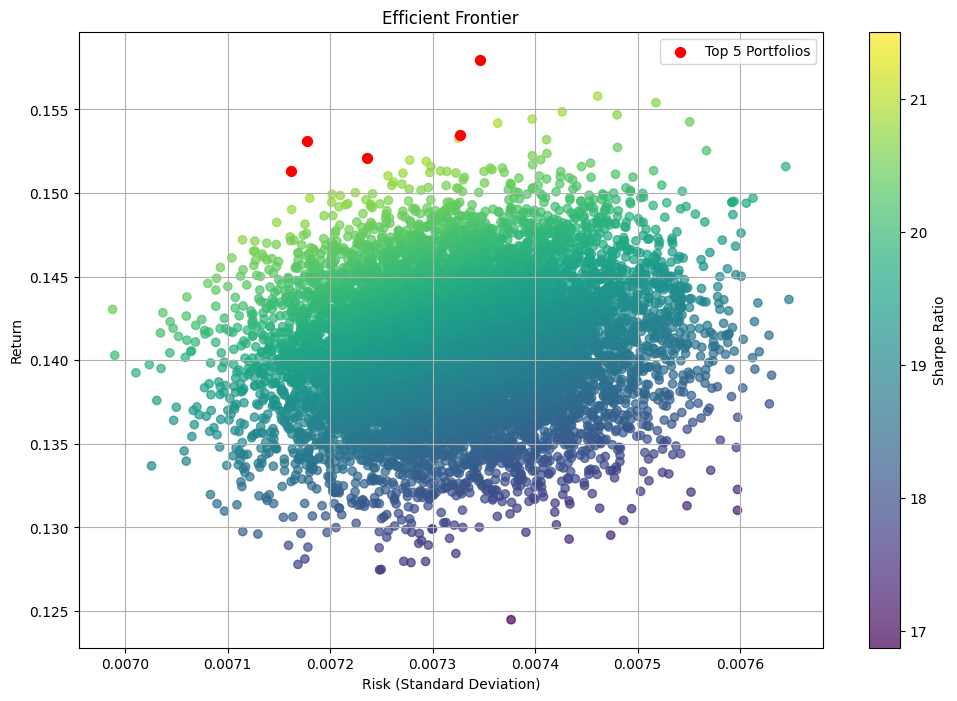 Efficient Frontier
Top 5 Portfolios
Return
0.155
0.150
0.145
0.140
0.135
0.130
0.125
0.0070 0.0071 0.0072 0.0073 0.0074 0.0075 0.0076
Risk (Standard Deviation)
21
20
19
18
17
Sharpe Ratio